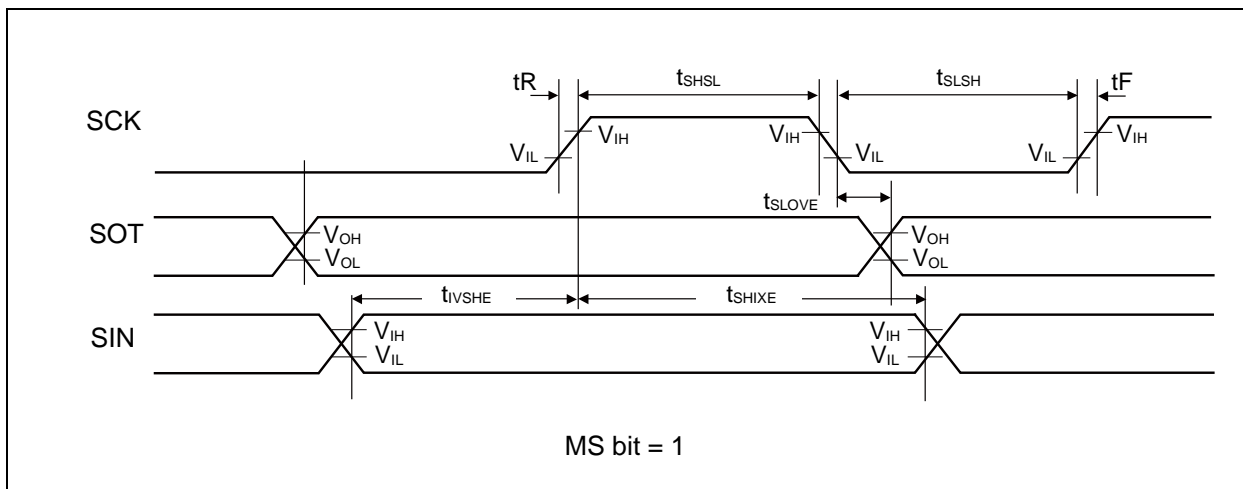 tR tSHSL tSLSH tF
SCK
VIH VIH VIH
VIL VIL VIL
tSLOVE
SOT
VOH VOH
VOL VOL
tIVSHE tSHIXE
SIN
VIH VIH
VIL VIL
MS bit = 1